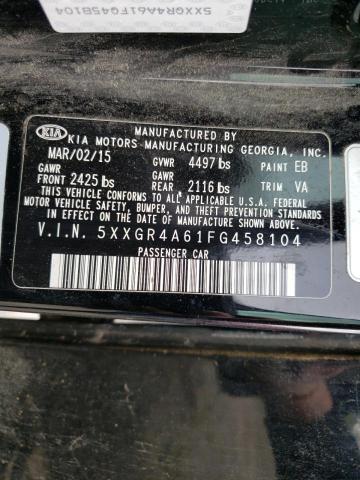 5XXGR4A61FG458104
MANUFACTURED BY
KIA KIA MOTORS MANUFACTURING GEORGIA, INC.
MAR/02/15 GVWR 4497 lbs PAINT EB
GAWR FRONT 2425 lbs GAWR REAR 2116 lbs TRIM VA
THIS VEHICLE CONFORMS TO ALL APPLICABLE U.S.A. FEDERAL
MOTOR VEHICLE SAFETY, BUMPER, AND THEFT PREVENTION
STANDARDS IN EFFECT ON THE DATE OF MANUFACTURE SHOWN ABOVE.
V.I.N. 5XXGR4A61FG458104
PASSENGER CAR